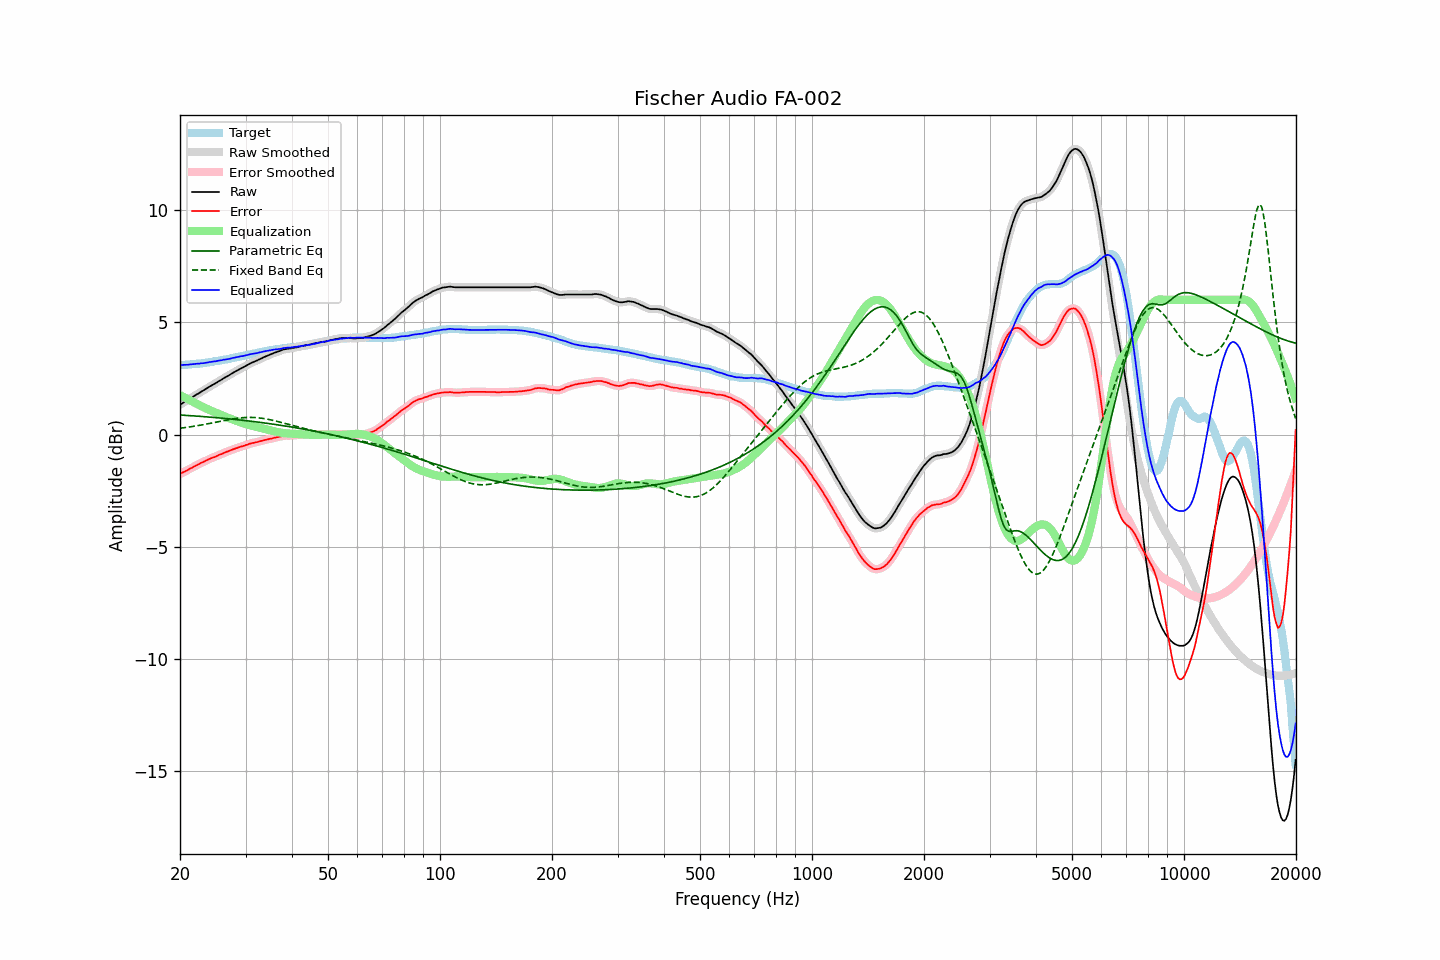 Fischer Audio FA-002
Target
Raw Smoothed
Error Smoothed
Raw
Error
Equalization
Parametric Eq
Fixed Band Eq
Equalized
Amplitude (dBr)
10
5
0
−5
−10
−15
20 50 100 200 500 1000 2000 5000 10000 20000
Frequency (Hz)